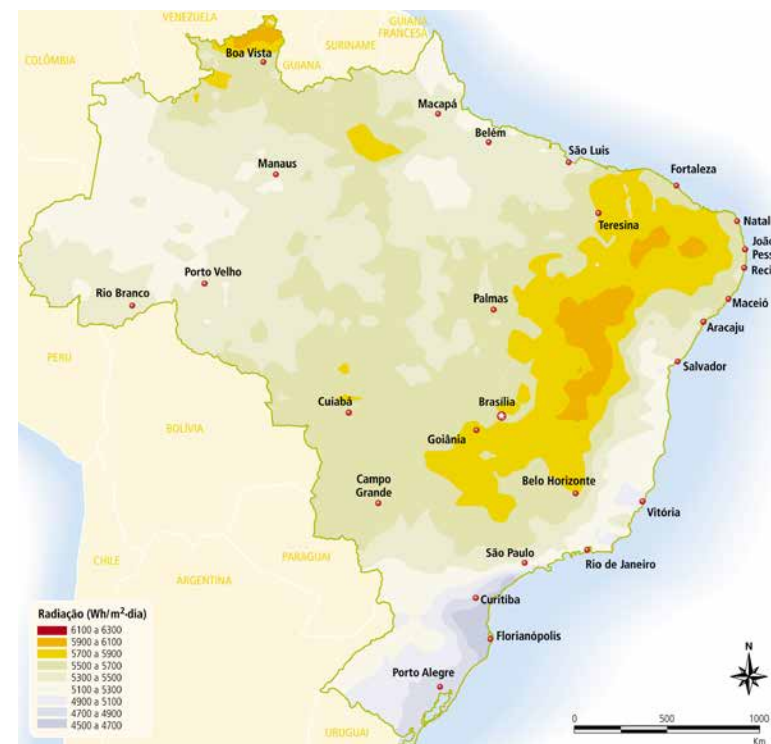 VENEZUELA
GUIANA
FRANCESA
SURINAME
COLÔMBIA
Boa Vista
GUIANA
Macapá
Belém
São Luis
Manaus
Fortaleza
Teresina
Natal
João
Pess
Reci
Porto Velho
Rio Branco
Palmas
Maceió
Aracaju
PERU
Salvador
Cuiabá
Brasília
BOLÍVIA
Goiânia
Campo
Grande
Belo Horizonte
Vitória
CHILE
PARAGUAI
São Paulo
Rio de Janeiro
ARGENTINA
Curitiba
Florianópolis
Porto Alegre
URUGUAI
Radiação (Wh/m²-dia)
6100 a 6300
5900 a 6100
5700 a 5900
5500 a 5700
5300 a 5500
5100 a 5300
4900 a 5100
4700 a 4900
4500 a 4700
N
0 500 1000
Km